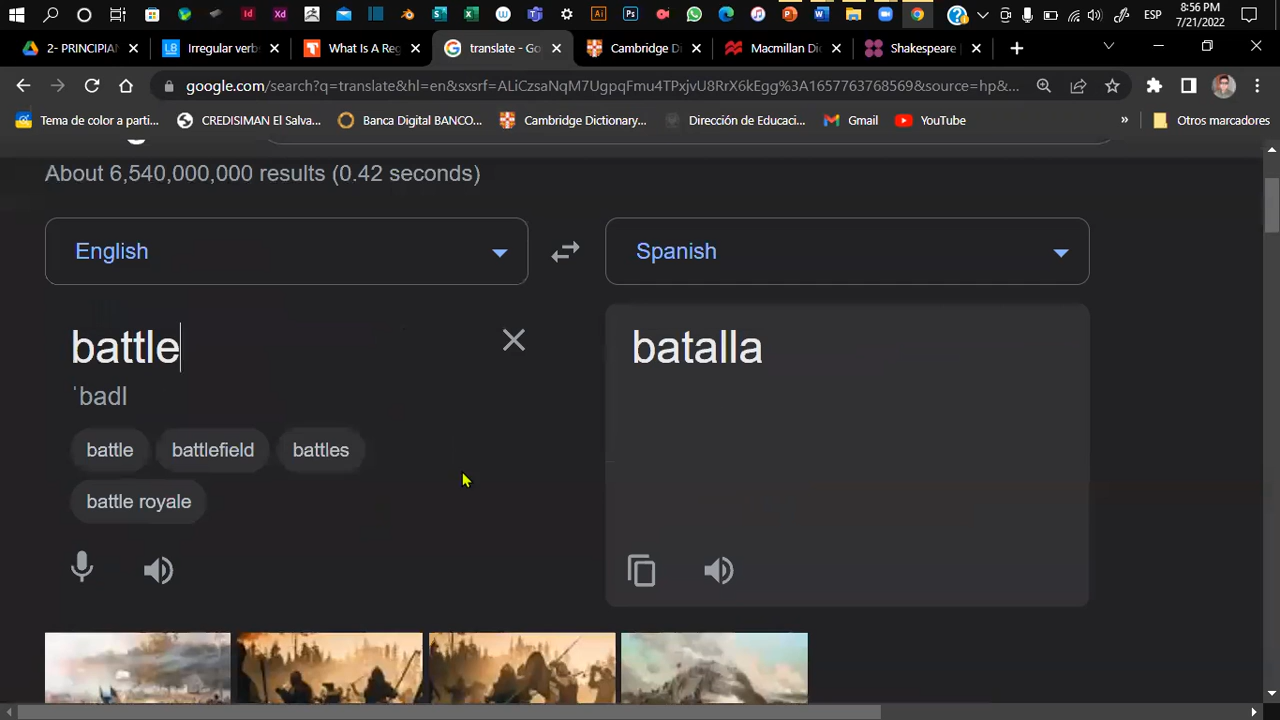 8:56 PM
ESP
7/21/2022
2- PRINCIPIAN
Irregular verb
What Is A Reg
translate - Go
Cambridge Di
Macmillan Dic
Shakespeare |
google.com/search?q=translate&hl=en&sxsrf=ALiCzsaNqM7UgpqFmu4TPxjvU8RrX6kEgg%3A1657763768569&source=hp&...
Tema de color a parti...
CREDISIMAN El Salva...
Banca Digital BANCO...
Cambridge Dictionary...
Dirección de Educaci...
Gmail
YouTube
»
Otros marcadores
About 6,540,000,000 results (0.42 seconds)
English
Spanish
battle
batalla
ˈbadl
battle
battlefield
battles
battle royale